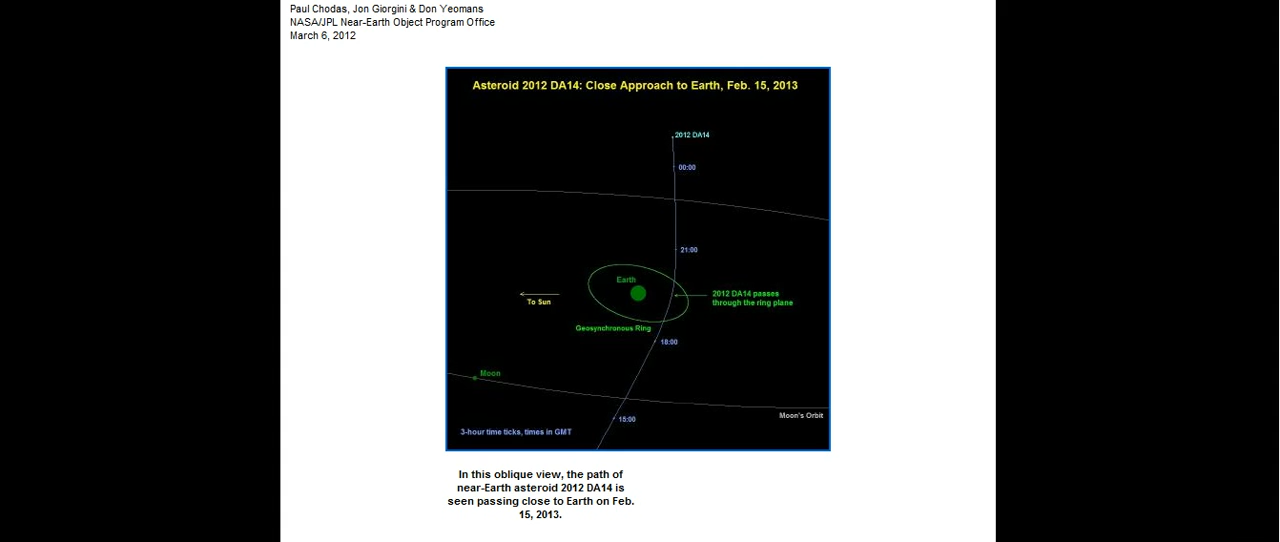 Paul Chodas, Jon Giorgini & Don Yeomans
NASA/JPL Near-Earth Object Program Office
March 6, 2012
Asteroid 2012 DA14: Close Approach to Earth, Feb. 15, 2013
2012 DA14
00:00
21:00
Earth
To Sun
2012 DA14 passes
through the ring plane
Geosynchronous Ring
18:00
Moon
Moon's Orbit
15:00
3-hour time ticks, times in GMT
In this oblique view, the path of
near-Earth asteroid 2012 DA14 is
seen passing close to Earth on Feb.
15, 2013.